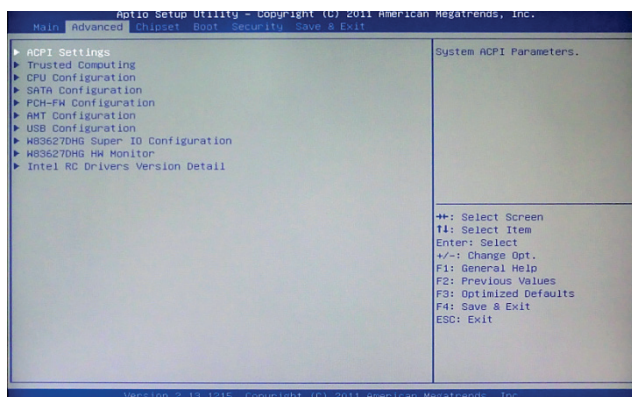 Aptio Setup Utility – Copyright (C) 2011 American Megatrends, Inc.
Main Advanced Chipset Boot Security Save & Exit
► ACPI Settings
► Trusted Computing
► CPU Configuration
► SATA Configuration
► PCH-FW Configuration
► AMT Configuration
► USB Configuration
► W83627DHG Super IO Configuration
► W83627DHG HW Monitor
► Intel RC Drivers Version Detail
System ACPI Parameters.
→←: Select Screen
↑↓: Select Item
Enter: Select
+/-: Change Opt.
F1: General Help
F2: Previous Values
F3: Optimized Defaults
F4: Save & Exit
ESC: Exit
Version 2.13.1215. Copyright (C) 2011 American Megatrends, Inc.